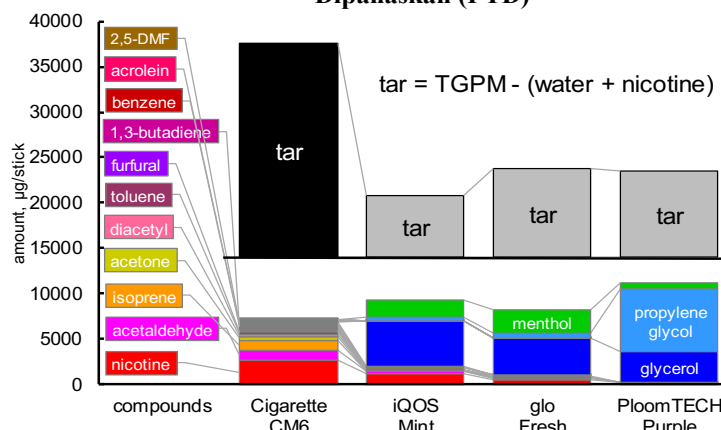 Dipanaskan (PTD)
40000
35000
30000
25000
20000
15000
10000
5000
0
amount, µg/stick
2,5-DMF
acrolein
benzene
1,3-butadiene
furfural
toluene
diacetyl
acetone
isoprene
acetaldehyde
nicotine
tar = TGPM - (water + nicotine)
tar
tar
tar
tar
menthol
propylene
glycol
glycerol
compounds
Cigarette
CM6
iQOS
Mint
glo
Fresh
PloomTECH
Purple